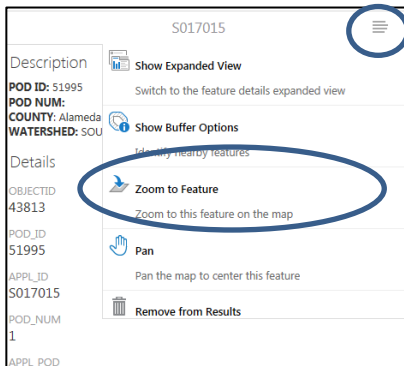 S017015
Description
POD ID: 51995
POD NUM:
COUNTY: Alameda
WATERSHED: SOU
Details
OBJECTID
43813
POD_ID
51995
APPL_ID
S017015
POD_NUM
1
APPL_POD
Show Expanded View
Switch to the feature details expanded view
Show Buffer Options
Identify nearby features
Zoom to Feature
Zoom to this feature on the map
Pan
Pan the map to center this feature
Remove from Results